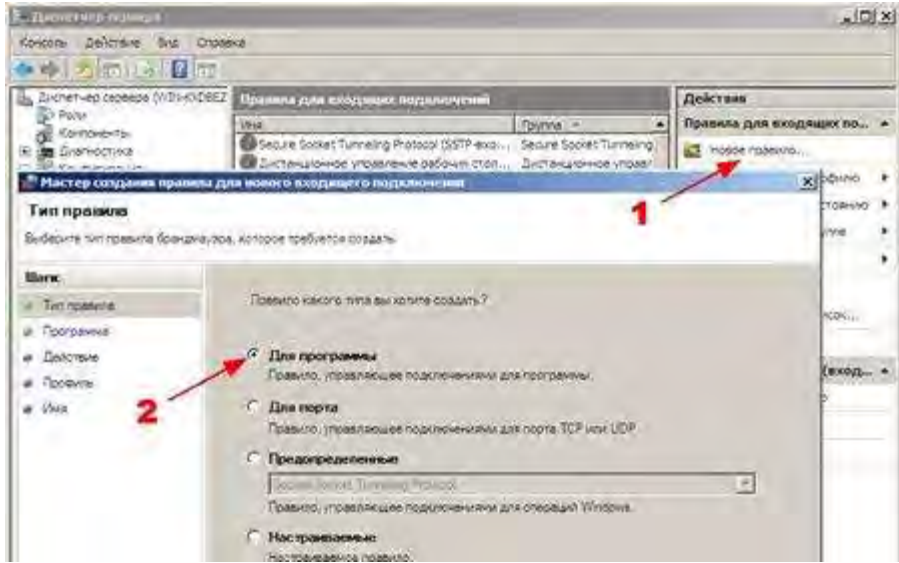 Диспетчер сервера
Консоль Действие Вид Справка
Диспетчер сервера (WIN-KXDBEZ
Роли
Компоненты
Диагностика
Правила для входящих подключений
Имя
Группа
Secure Socket Tunneling Protocol (SSTP-вхо...
Secure Socket Tunneling
Дистанционное управление рабочим стол...
Дистанционное управл
Действия
Правила для входящих по...
Новое правило...
1
Мастер создания правила для нового входящего подключения
Тип правила
Выберите тип правила брандмауэра, которое требуется создать.
Шаги:
Тип правила
Программа
Действие
Профиль
Имя
Правило какого типа вы хотите создать?
2
Для программы
Правило, управляющее подключениями для программы.
Для порта
Правило, управляющее подключениями для порта TCP или UDP.
Предопределенные
Secure Socket Tunneling Protocol
Правило, управляющее подключениями для операций Windows.
Настраиваемые
Настраиваемое правило.
(вход...